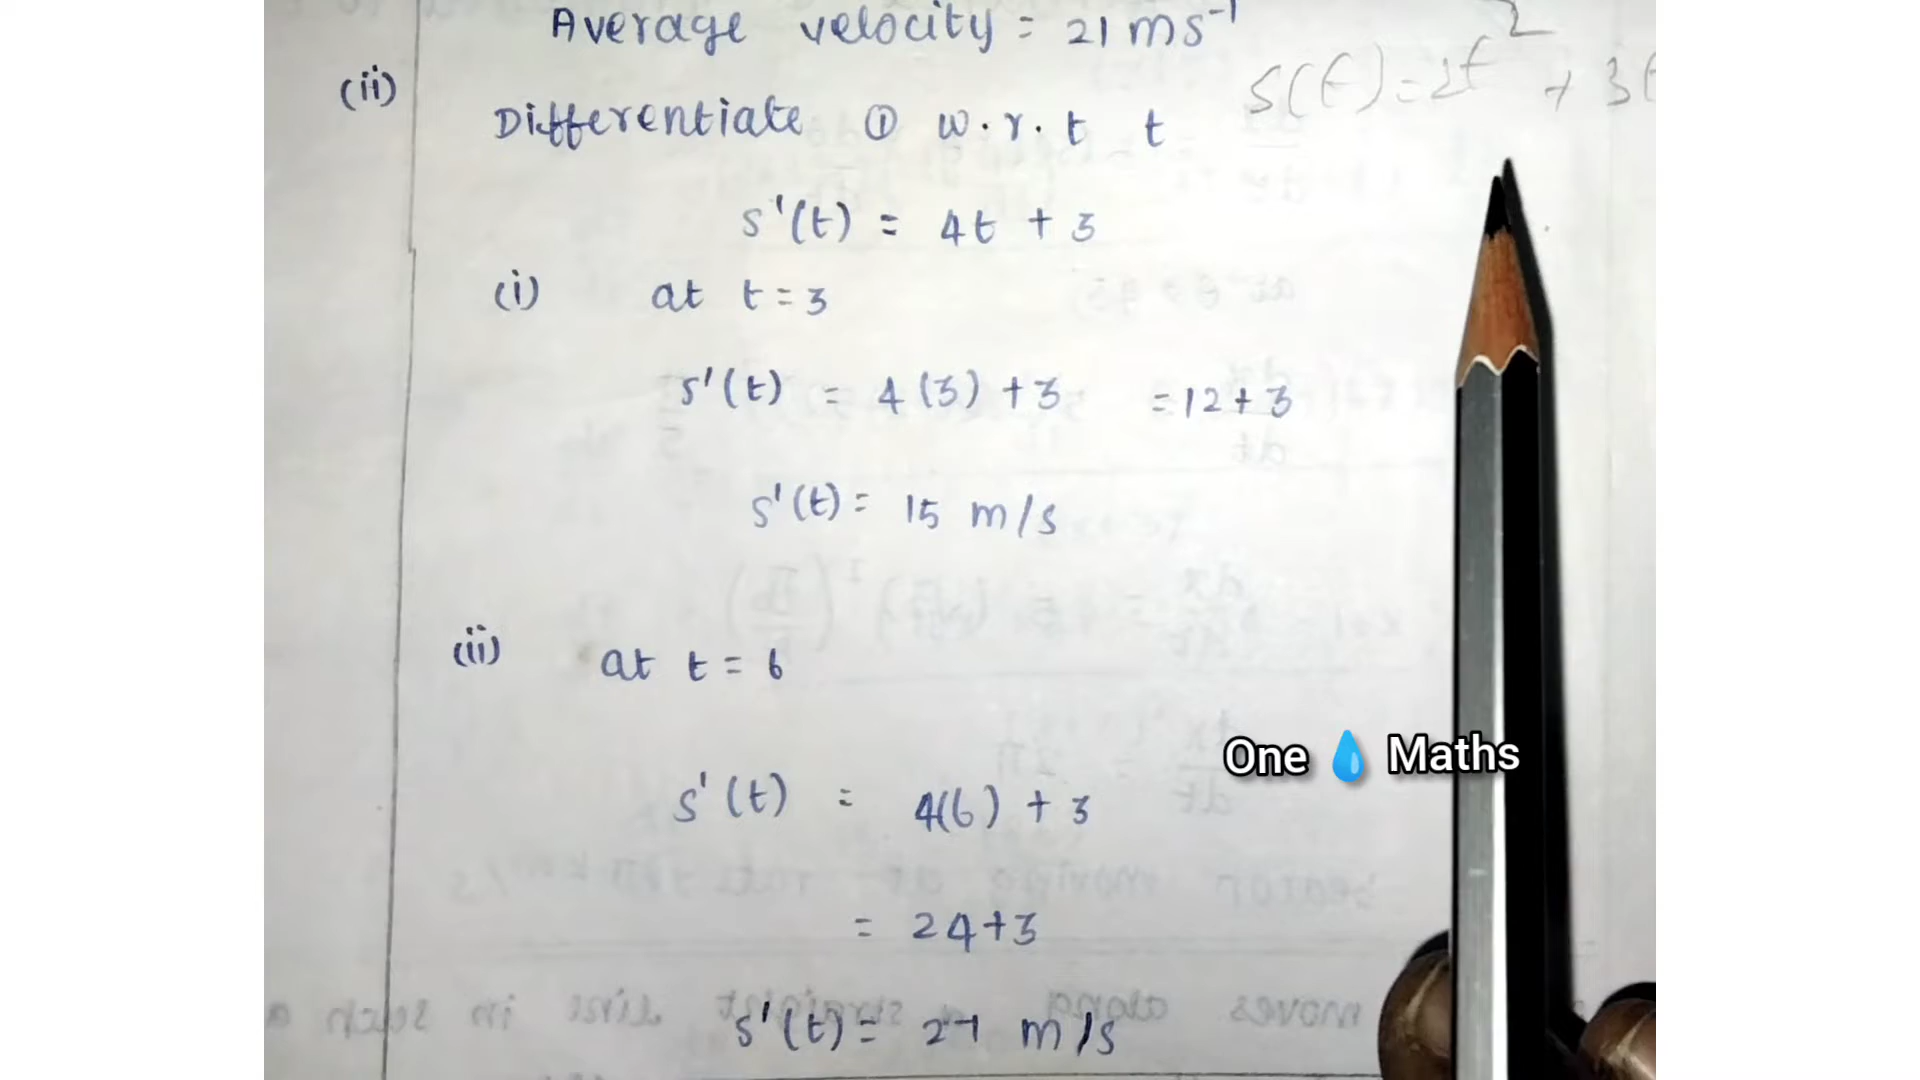 Average velocity = 21 ms⁻¹
s(t) = 2t² + 3t
(ii)
Differentiate ① w.r.t t
s'(t) = 4t + 3
(i) at t = 3
s'(t) = 4(3) + 3 = 12 + 3
s'(t) = 15 m/s
(ii) at t = 6
One 💧 Maths
s'(t) = 4(6) + 3
= 24+3
s'(t) = 27 m/s